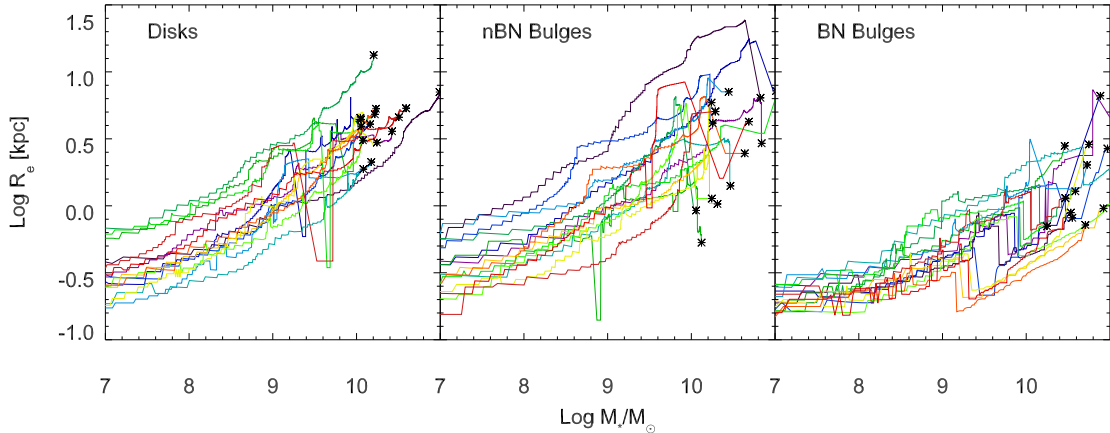 Disks
nBN Bulges
BN Bulges
1.5
1.0
0.5
0.0
-0.5
-1.0
Log R_e [kpc]
7 8 9 10 7 8 9 10 7 8 9 10
Log M_*/M_☉